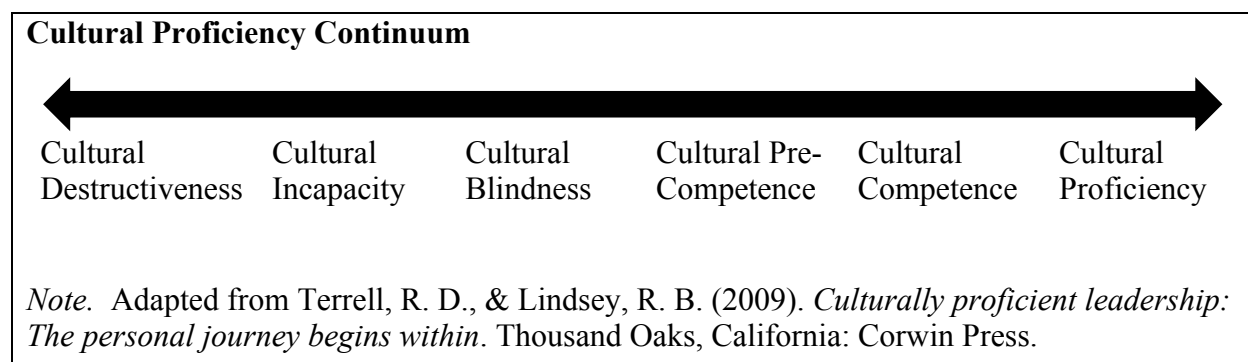 Cultural Proficiency Continuum
Cultural Destructiveness
Cultural Incapacity
Cultural Blindness
Cultural Pre-Competence
Cultural Competence
Cultural Proficiency
Note. Adapted from Terrell, R. D., & Lindsey, R. B. (2009). Culturally proficient leadership:
The personal journey begins within. Thousand Oaks, California: Corwin Press.